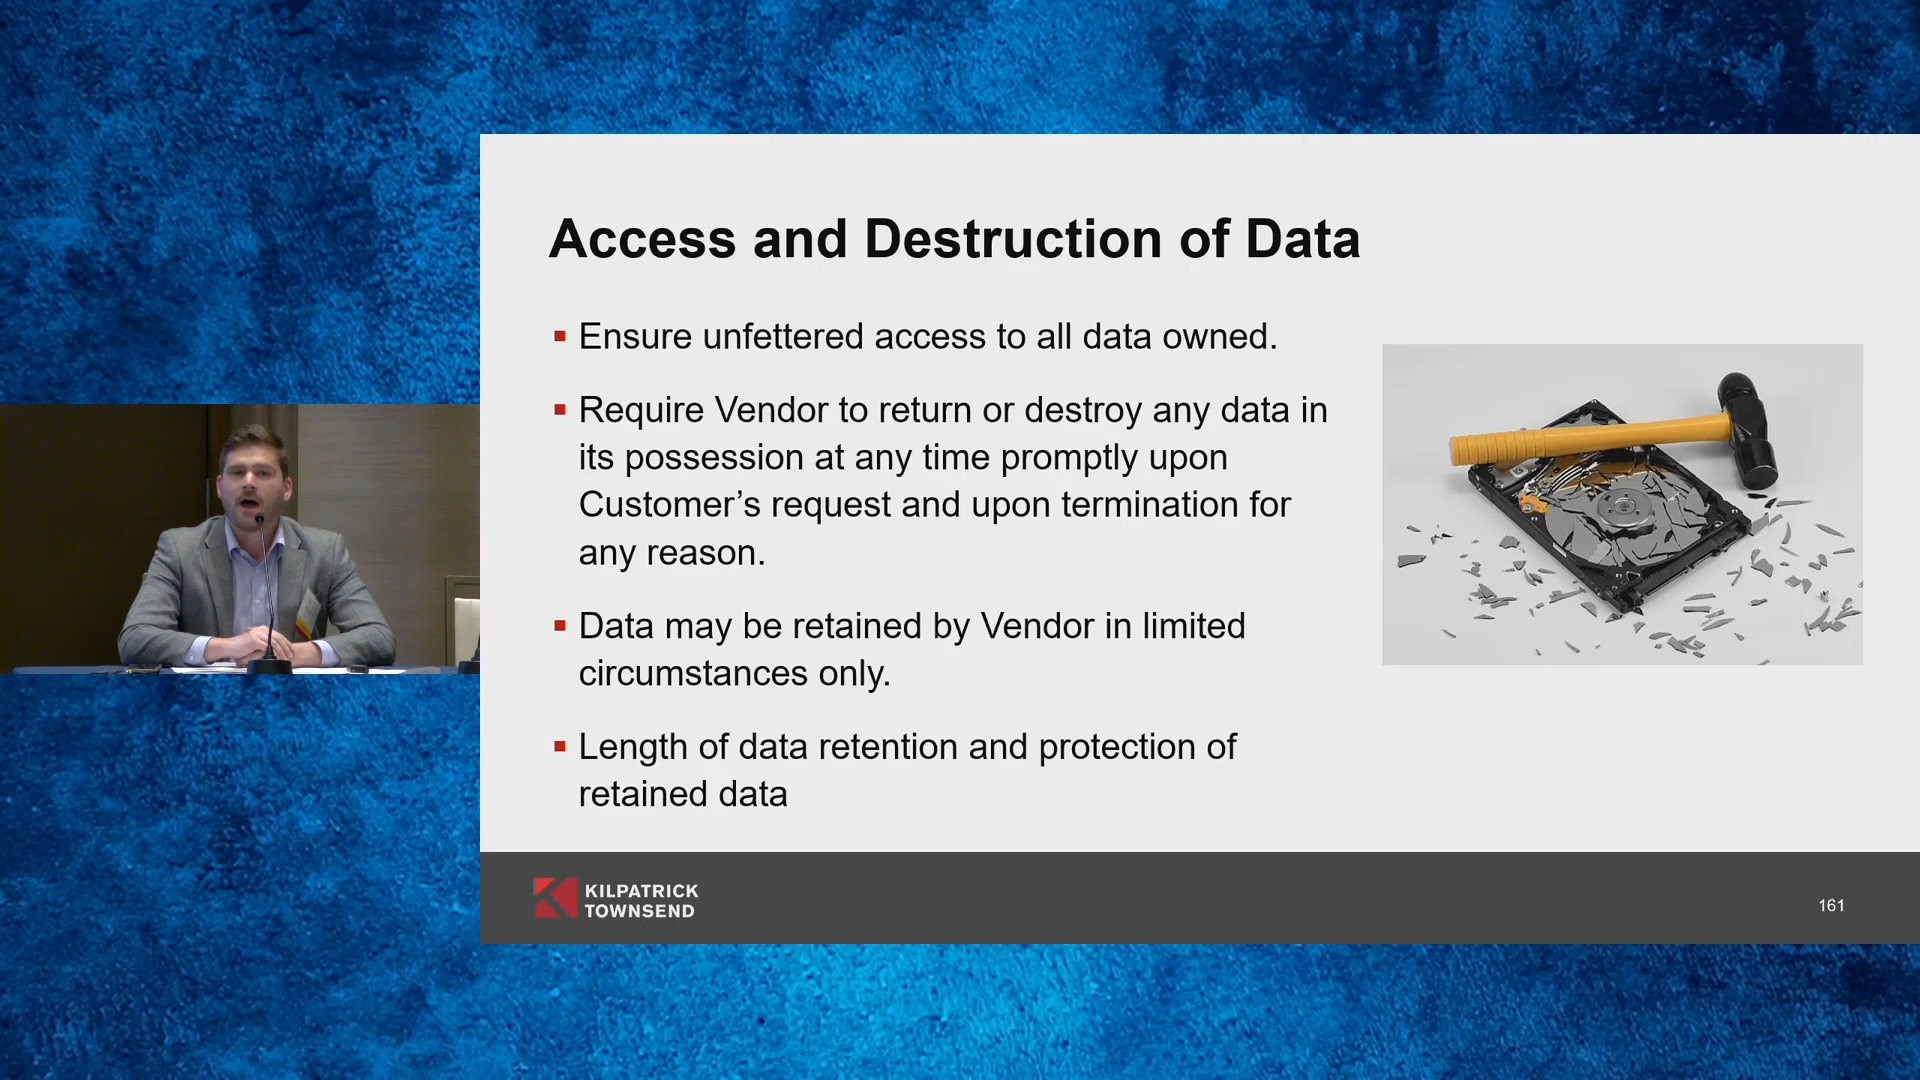 Access and Destruction of Data
▪ Ensure unfettered access to all data owned.
▪ Require Vendor to return or destroy any data in
its possession at any time promptly upon
Customer’s request and upon termination for
any reason.
▪ Data may be retained by Vendor in limited
circumstances only.
▪ Length of data retention and protection of
retained data
KILPATRICK
TOWNSEND
161